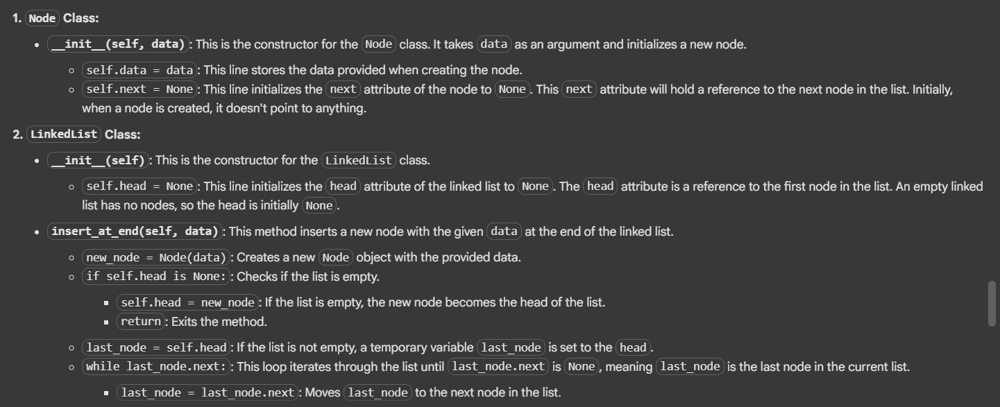 1. Node Class:
• __init__(self, data): This is the constructor for the Node class. It takes data as an argument and initializes a new node.
○ self.data = data: This line stores the data provided when creating the node.
○ self.next = None: This line initializes the next attribute of the node to None. This next attribute will hold a reference to the next node in the list. Initially,
when a node is created, it doesn't point to anything.
2. LinkedList Class:
• __init__(self): This is the constructor for the LinkedList class.
○ self.head = None: This line initializes the head attribute of the linked list to None. The head attribute is a reference to the first node in the list. An empty linked
list has no nodes, so the head is initially None.
• insert_at_end(self, data): This method inserts a new node with the given data at the end of the linked list.
○ new_node = Node(data): Creates a new Node object with the provided data.
○ if self.head is None:: Checks if the list is empty.
▪ self.head = new_node: If the list is empty, the new node becomes the head of the list.
▪ return: Exits the method.
○ last_node = self.head: If the list is not empty, a temporary variable last_node is set to the head.
○ while last_node.next:: This loop iterates through the list until last_node.next is None, meaning last_node is the last node in the current list.
▪ last_node = last_node.next: Moves last_node to the next node in the list.